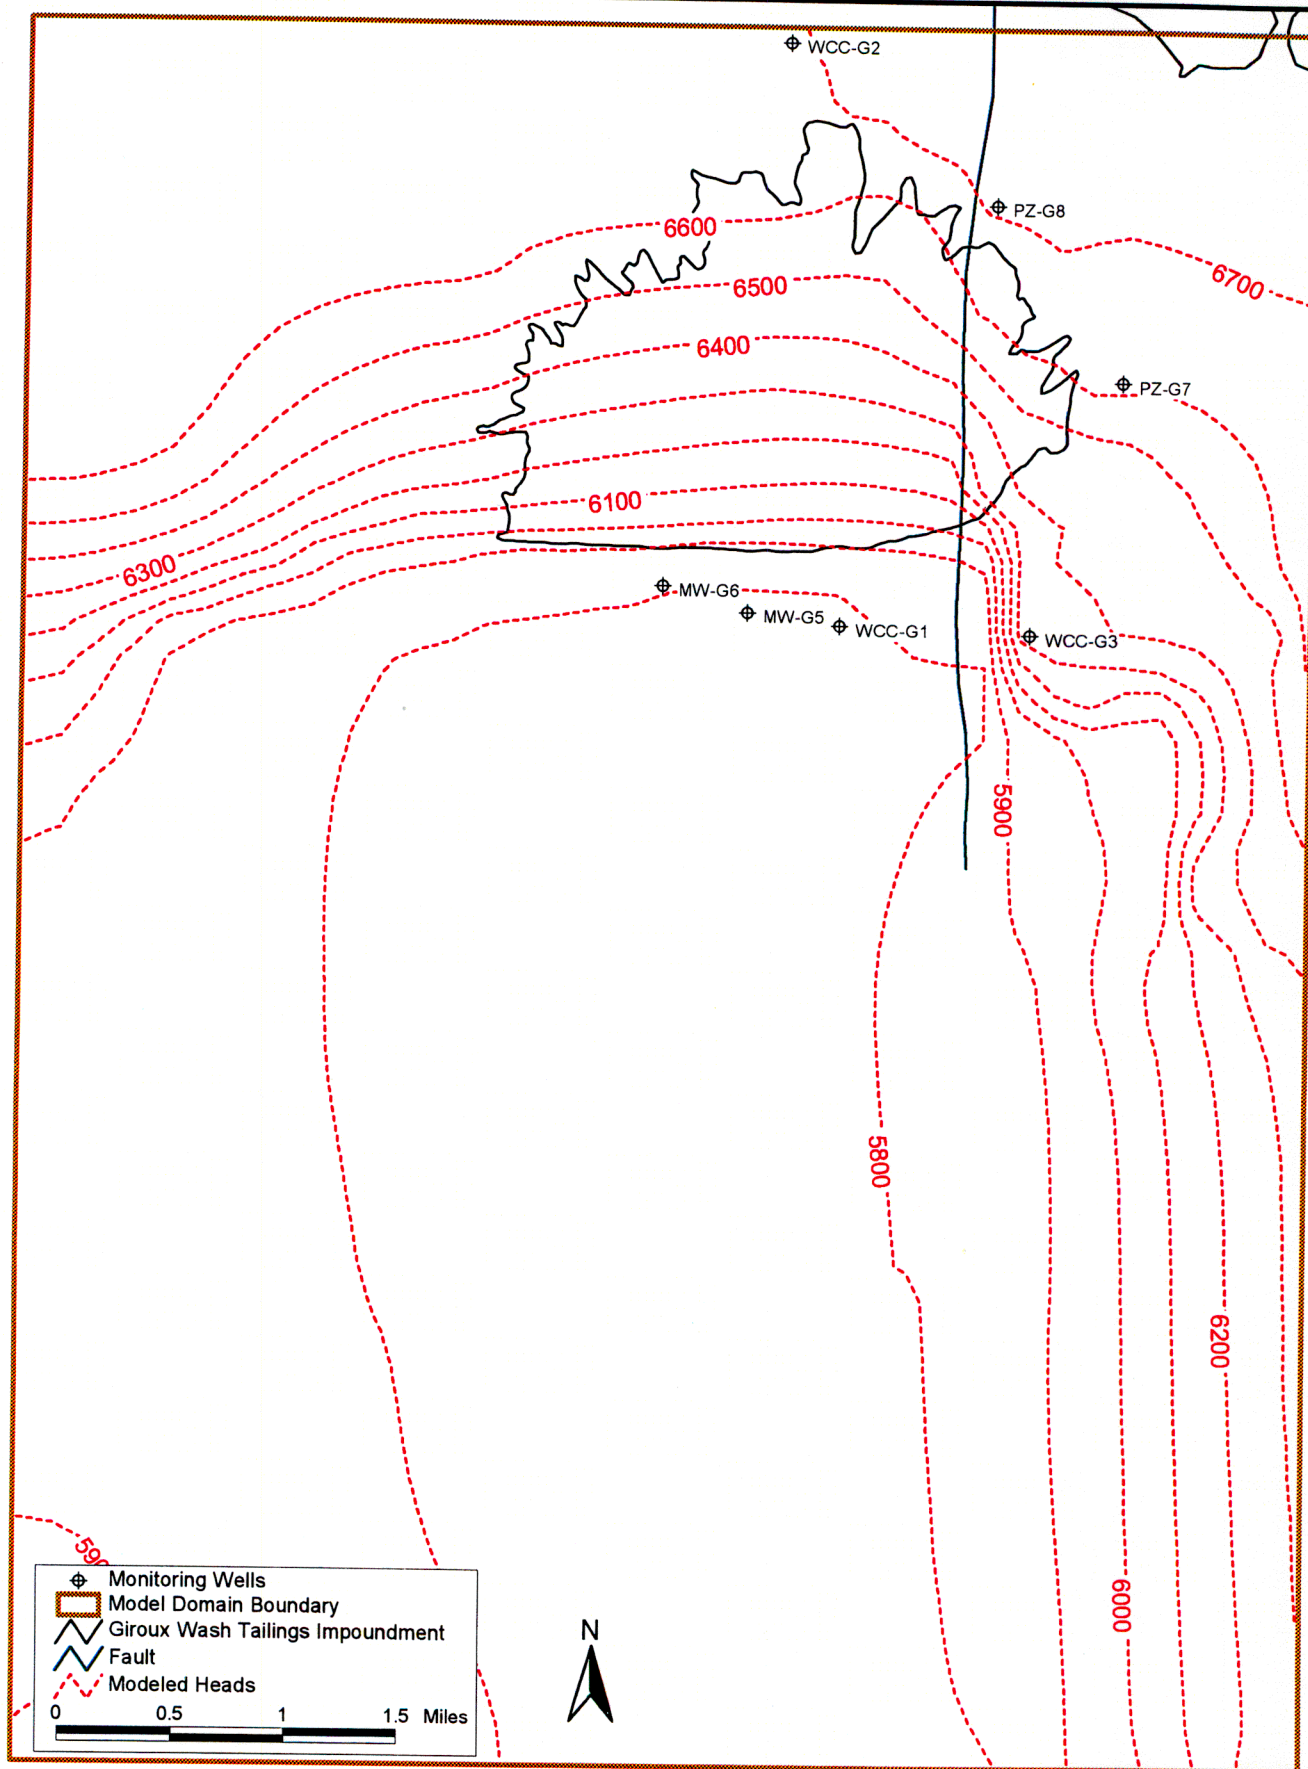 WCC-G2
PZ-G8
6600
6700
6500
6400
PZ-G7
6100
6300
MW-G6
MW-G5
WCC-G1
WCC-G3
5900
5800
6200
6000
Monitoring Wells
Model Domain Boundary
Giroux Wash Tailings Impoundment
Fault
Modeled Heads
0 0.5 1 1.5 Miles
N